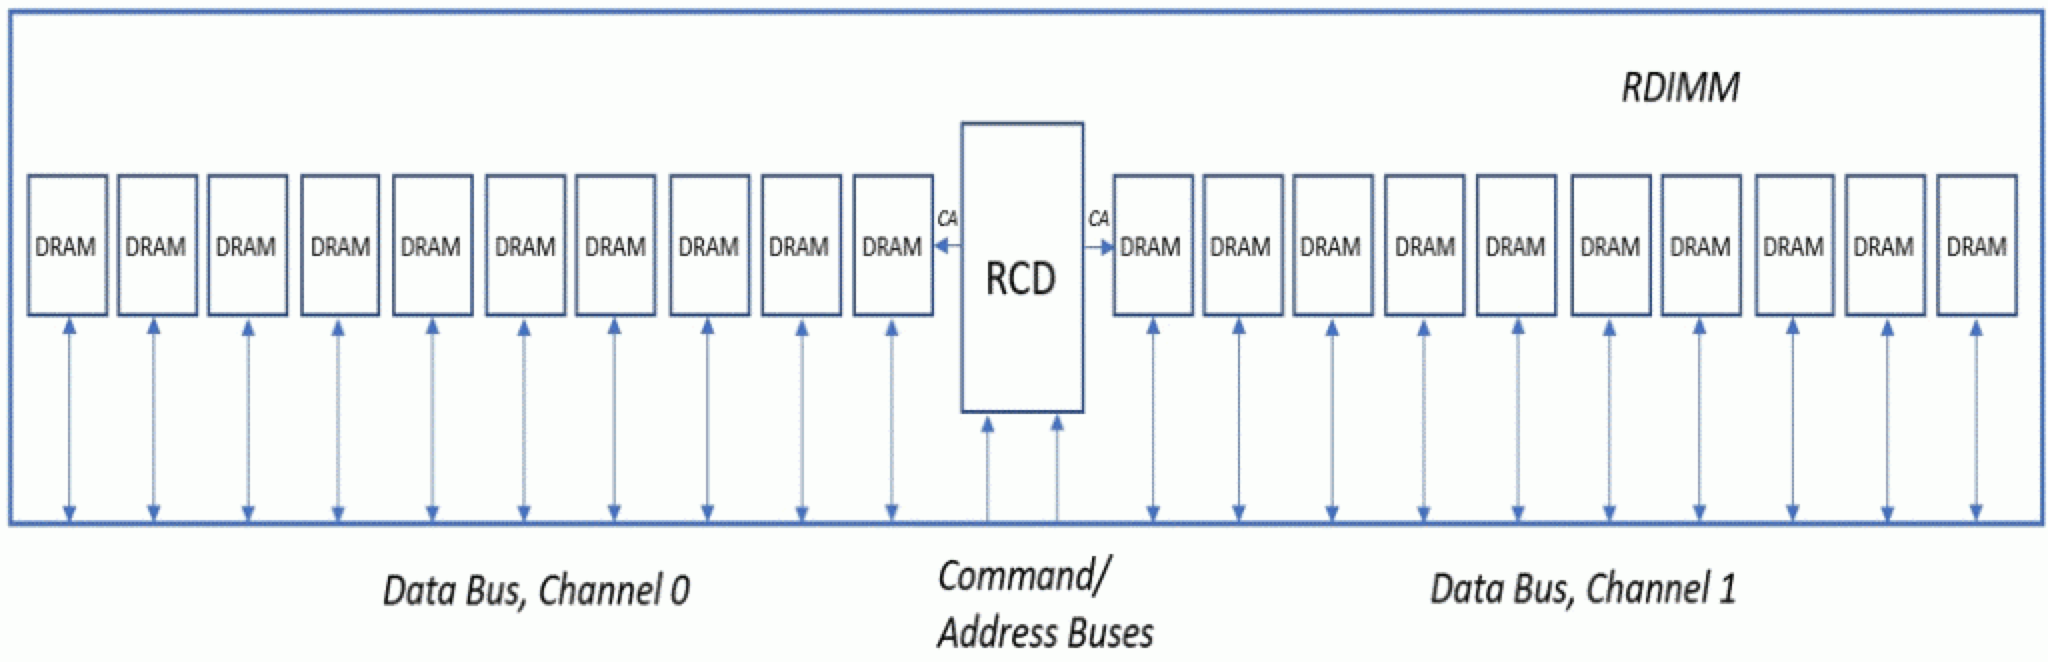 RDIMM
CA
CA
DRAM DRAM DRAM DRAM DRAM DRAM DRAM DRAM DRAM DRAM
RCD
DRAM DRAM DRAM DRAM DRAM DRAM DRAM DRAM DRAM DRAM
Data Bus, Channel 0
Command/
Address Buses
Data Bus, Channel 1